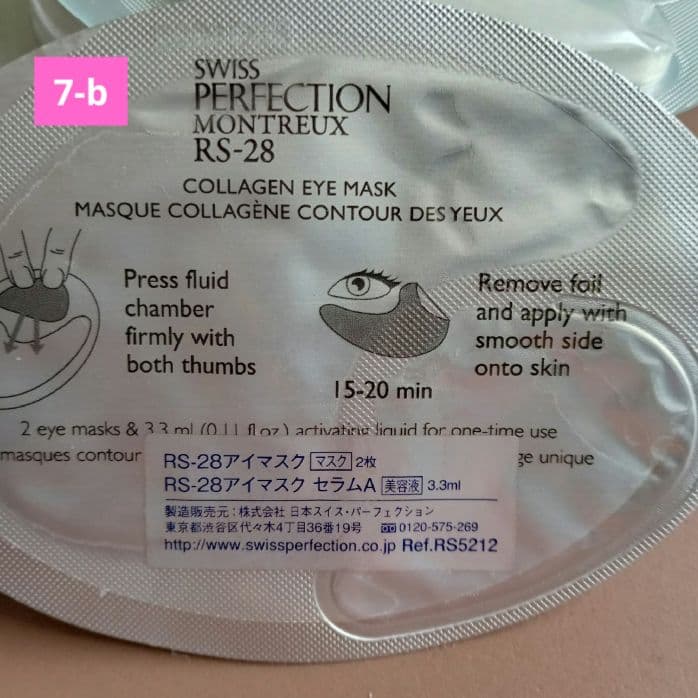 7-b
SWISS
PERFECTION
MONTREUX
RS-28
COLLAGEN EYE MASK
MASQUE COLLAGÈNE CONTOUR DES YEUX
Press fluid
chamber
firmly with
both thumbs
15-20 min
Remove foil
and apply with
smooth side
onto skin
2 eye masks & 3.3 ml (0.11 fl oz) activating liquid for one-time use
masques contour
ge unique
RS-28アイマスク マスク 2枚
RS-28アイマスク セラムA 美容液 3.3ml
製造販売元:株式会社 日本スイス・パーフェクション
東京都渋谷区代々木4丁目36番19号 0120-575-269
http://www.swissperfection.co.jp Ref.RS5212